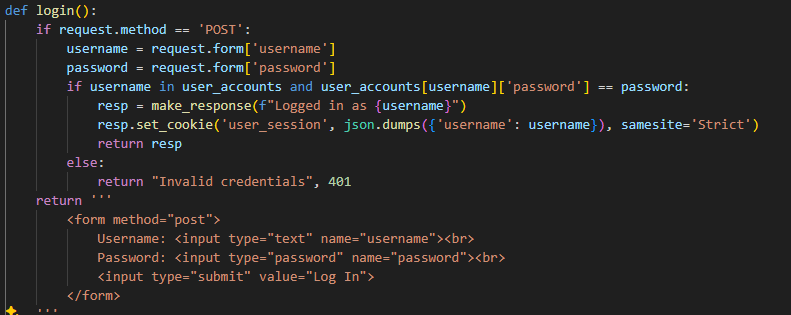 def login():
    if request.method == 'POST':
        username = request.form['username']
        password = request.form['password']
        if username in user_accounts and user_accounts[username]['password'] == password:
            resp = make_response(f"Logged in as {username}")
            resp.set_cookie('user_session', json.dumps({'username': username}), samesite='Strict')
            return resp
        else:
            return "Invalid credentials", 401
    return '''
        <form method="post">
            Username: <input type="text" name="username"><br>
            Password: <input type="password" name="password"><br>
            <input type="submit" value="Log In">
        </form>
    '''